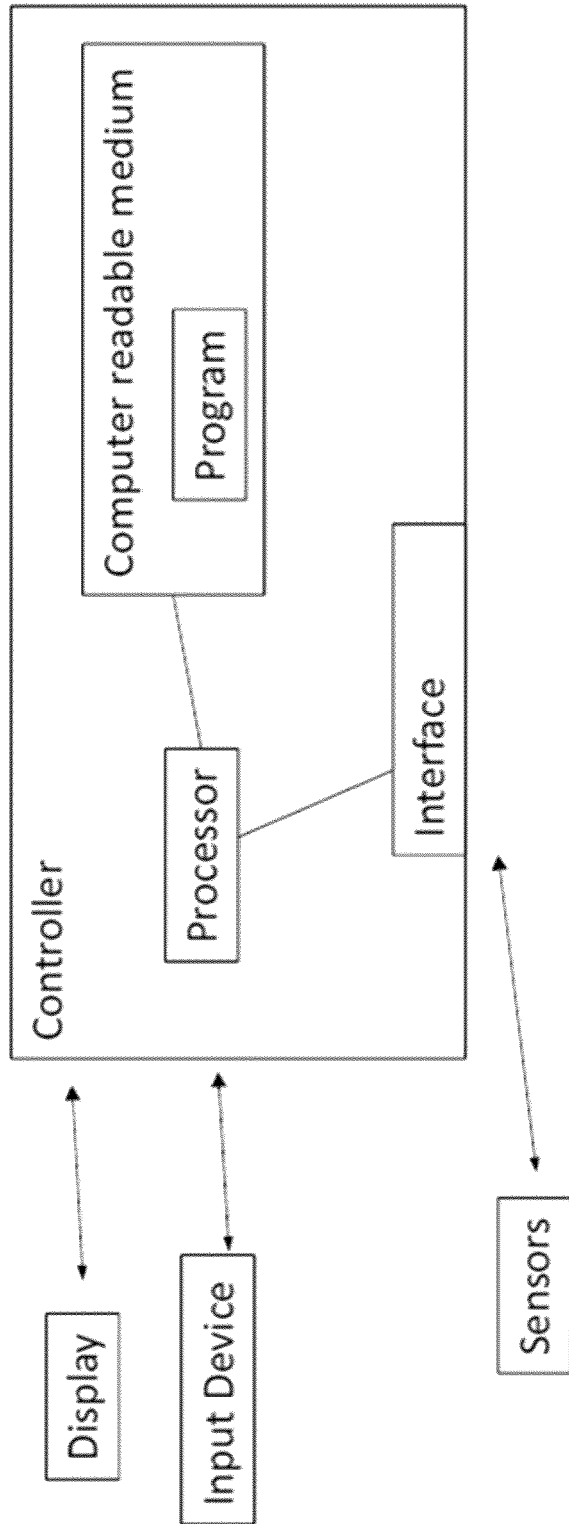 Controller
Computer readable medium
Program
Processor
Interface
Display
Input Device
Sensors